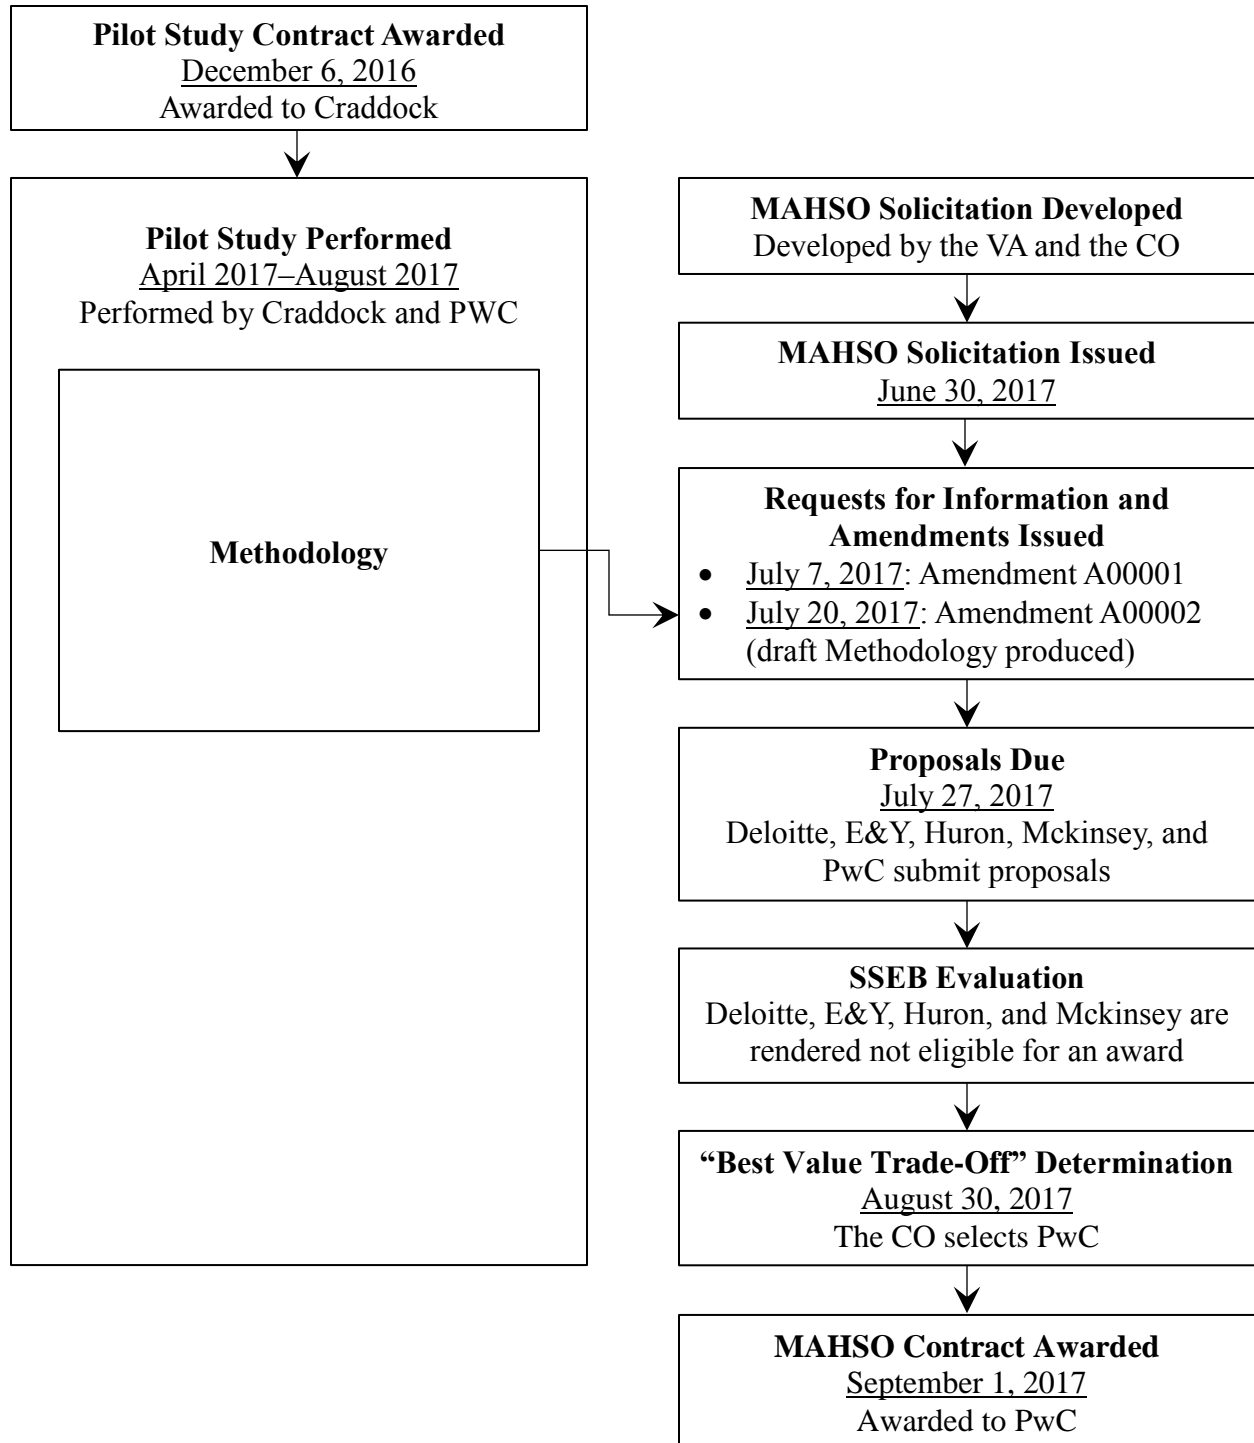 Pilot Study Contract Awarded
December 6, 2016
Awarded to Craddock
Pilot Study Performed
April 2017–August 2017
Performed by Craddock and PWC
Methodology
MAHSO Solicitation Developed
Developed by the VA and the CO
MAHSO Solicitation Issued
June 30, 2017
Requests for Information and
Amendments Issued
• July 7, 2017: Amendment A00001
• July 20, 2017: Amendment A00002
(draft Methodology produced)
Proposals Due
July 27, 2017
Deloitte, E&Y, Huron, Mckinsey, and
PwC submit proposals
SSEB Evaluation
Deloitte, E&Y, Huron, and Mckinsey are
rendered not eligible for an award
“Best Value Trade-Off” Determination
August 30, 2017
The CO selects PwC
MAHSO Contract Awarded
September 1, 2017
Awarded to PwC